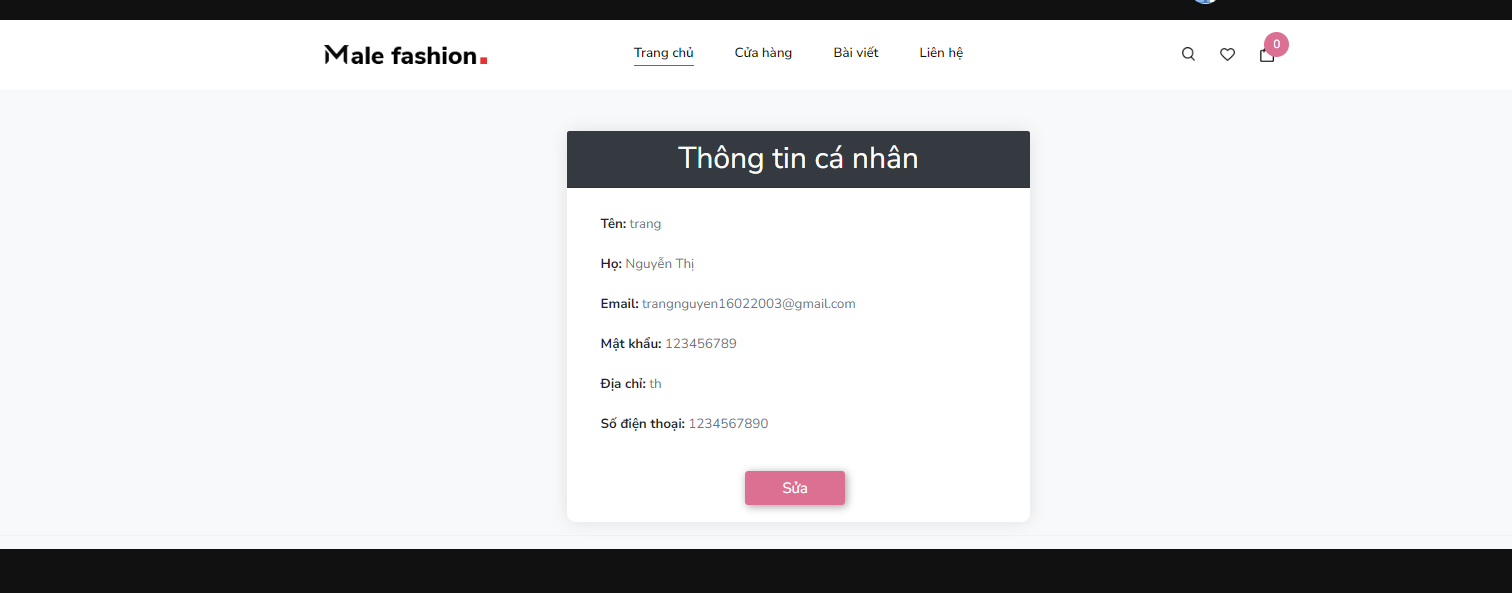 Male fashion.
Trang chủ Cửa hàng Bài viết Liên hệ
0
Thông tin cá nhân
Tên: trang
Họ: Nguyễn Thị
Email: trangnguyen16022003@gmail.com
Mật khẩu: 123456789
Địa chỉ: th
Số điện thoại: 1234567890
Sửa